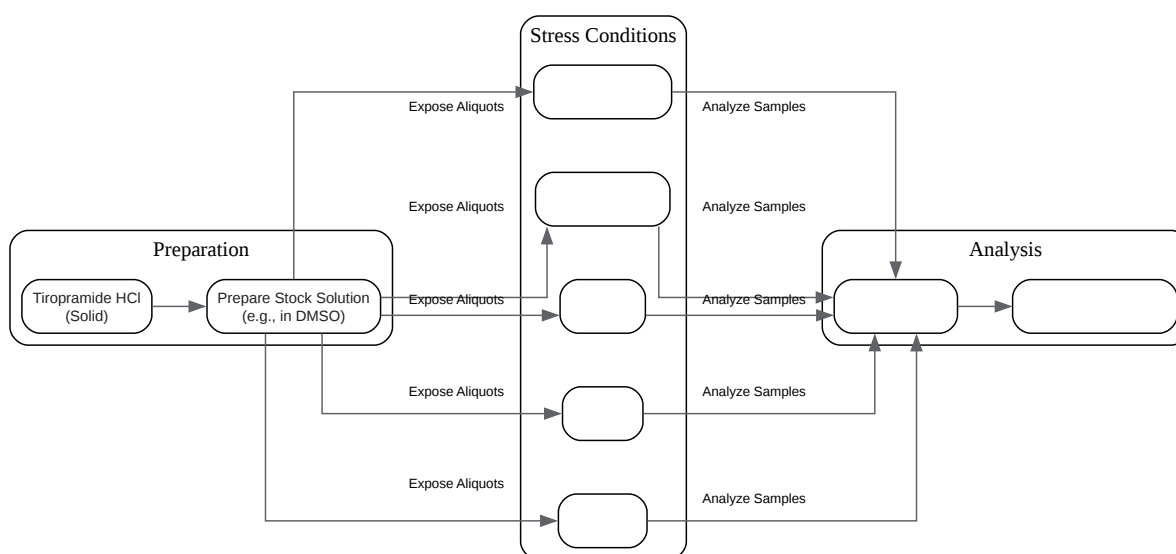 Stress Conditions
Expose Aliquots
Analyze Samples
Expose Aliquots
Analyze Samples
Preparation
Analysis
Tiropramide HCl
(Solid)
Prepare Stock Solution
(e.g., in DMSO)
Expose Aliquots
Analyze Samples
Expose Aliquots
Analyze Samples
Expose Aliquots
Analyze Samples